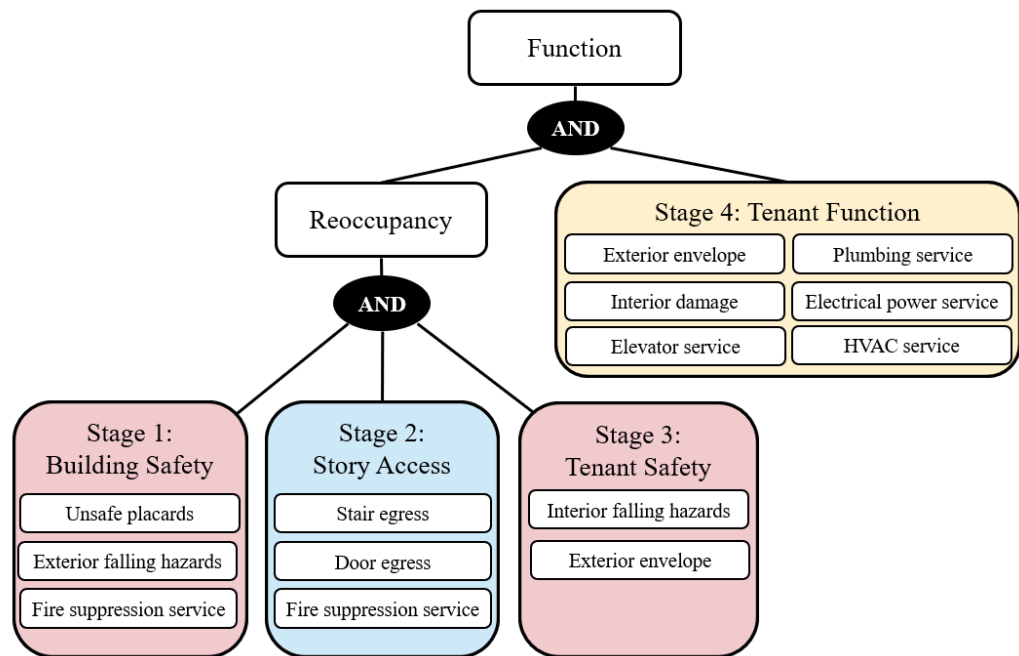 Function
AND
Reoccupancy
AND
Stage 4: Tenant Function
Exterior envelope
Plumbing service
Interior damage
Electrical power service
Elevator service
HVAC service
Stage 1:
Building Safety
Unsafe placards
Exterior falling hazards
Fire suppression service
Stage 2:
Story Access
Stair egress
Door egress
Fire suppression service
Stage 3:
Tenant Safety
Interior falling hazards
Exterior envelope